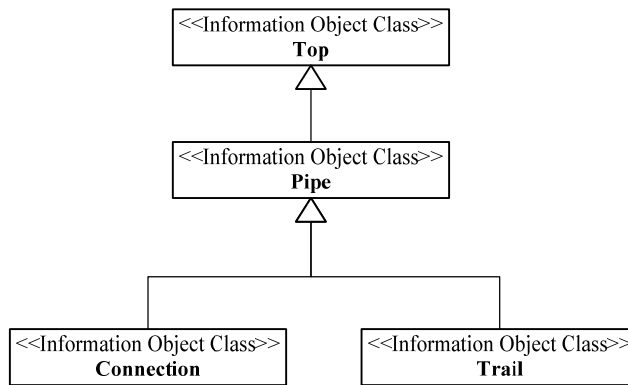 <<Information Object Class>>
Top
<<Information Object Class>>
Pipe
<<Information Object Class>>
Connection
<<Information Object Class>>
Trail